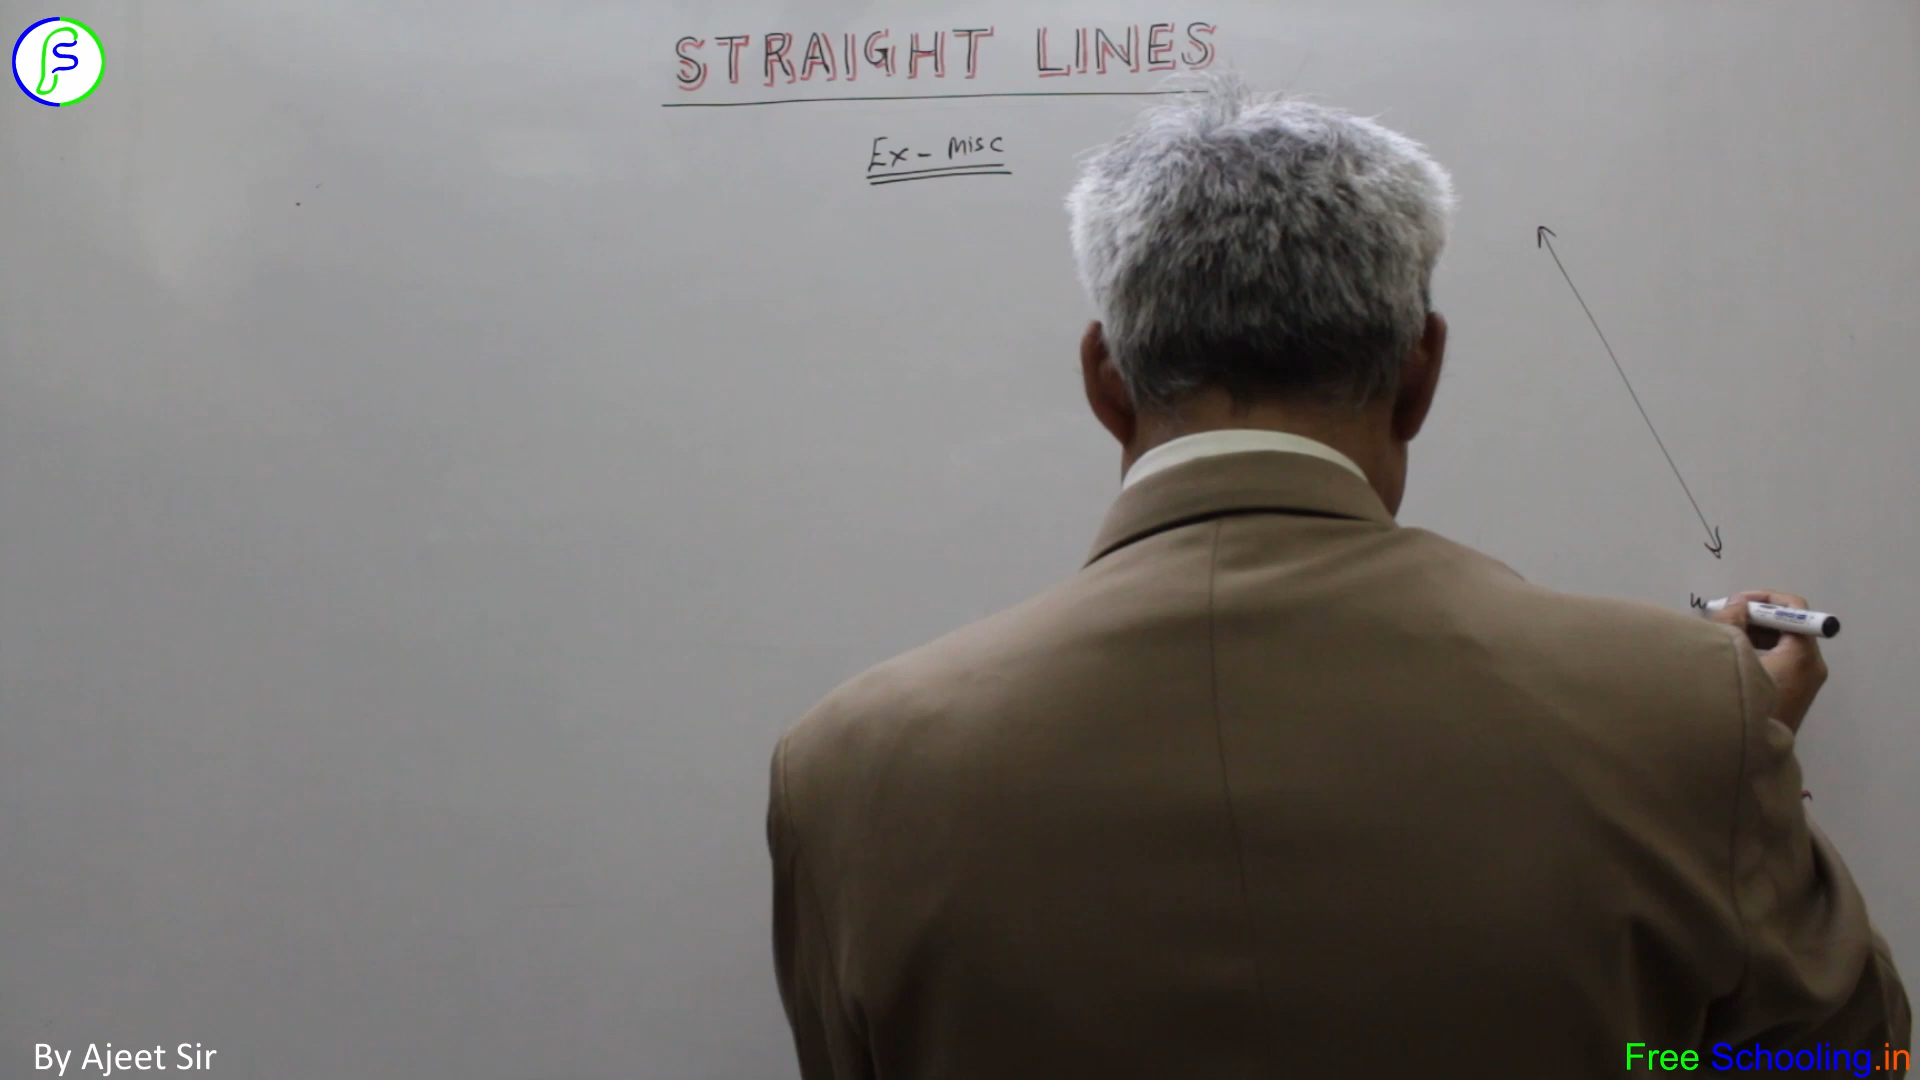 STRAIGHT LINES
Ex - Misc
By Ajeet Sir
Free Schooling.in